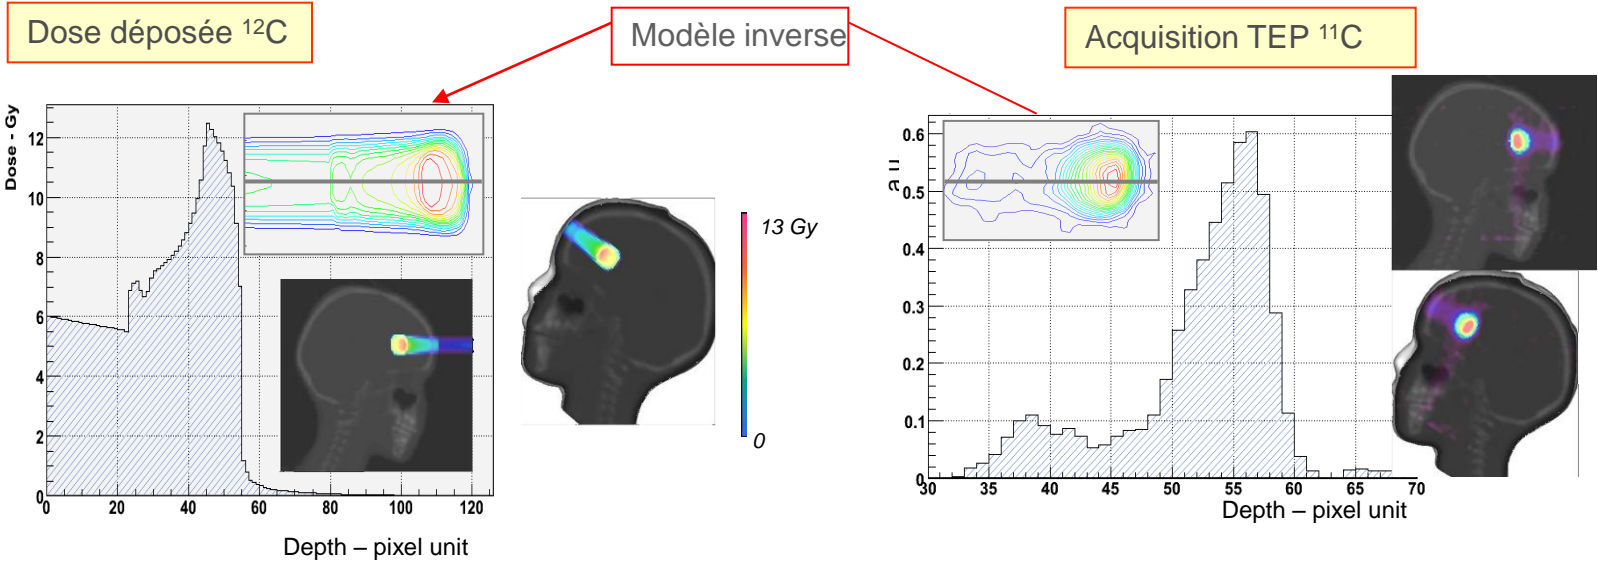 Dose déposée ¹²C
Modèle inverse
Acquisition TEP ¹¹C
Dose - Gy
12
10
8
6
4
2
0
0 20 40 60 80 100 120
Depth – pixel unit
13 Gy
0
a u
0.6
0.5
0.4
0.3
0.2
0.1
0
30 35 40 45 50 55 60 65 70
Depth – pixel unit